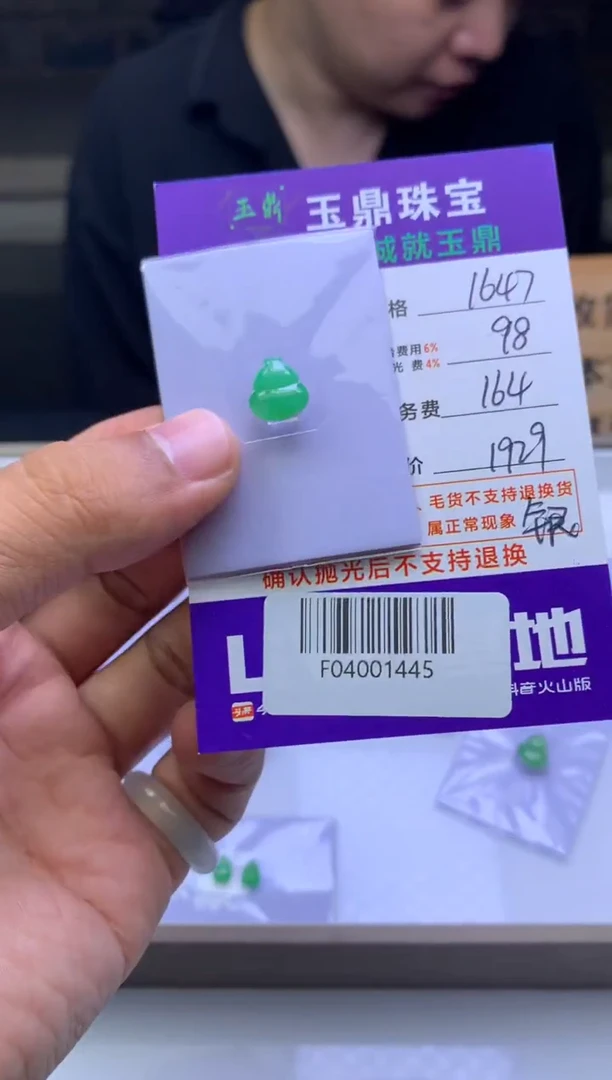 玉鼎 玉鼎珠宝
诚就玉鼎
格 1647
费用6% 98
光 费4%
务费 164
价 1929
毛货不支持退换货
属正常现象
确认抛光后不支持退换
地
F04001445
抖音火山版